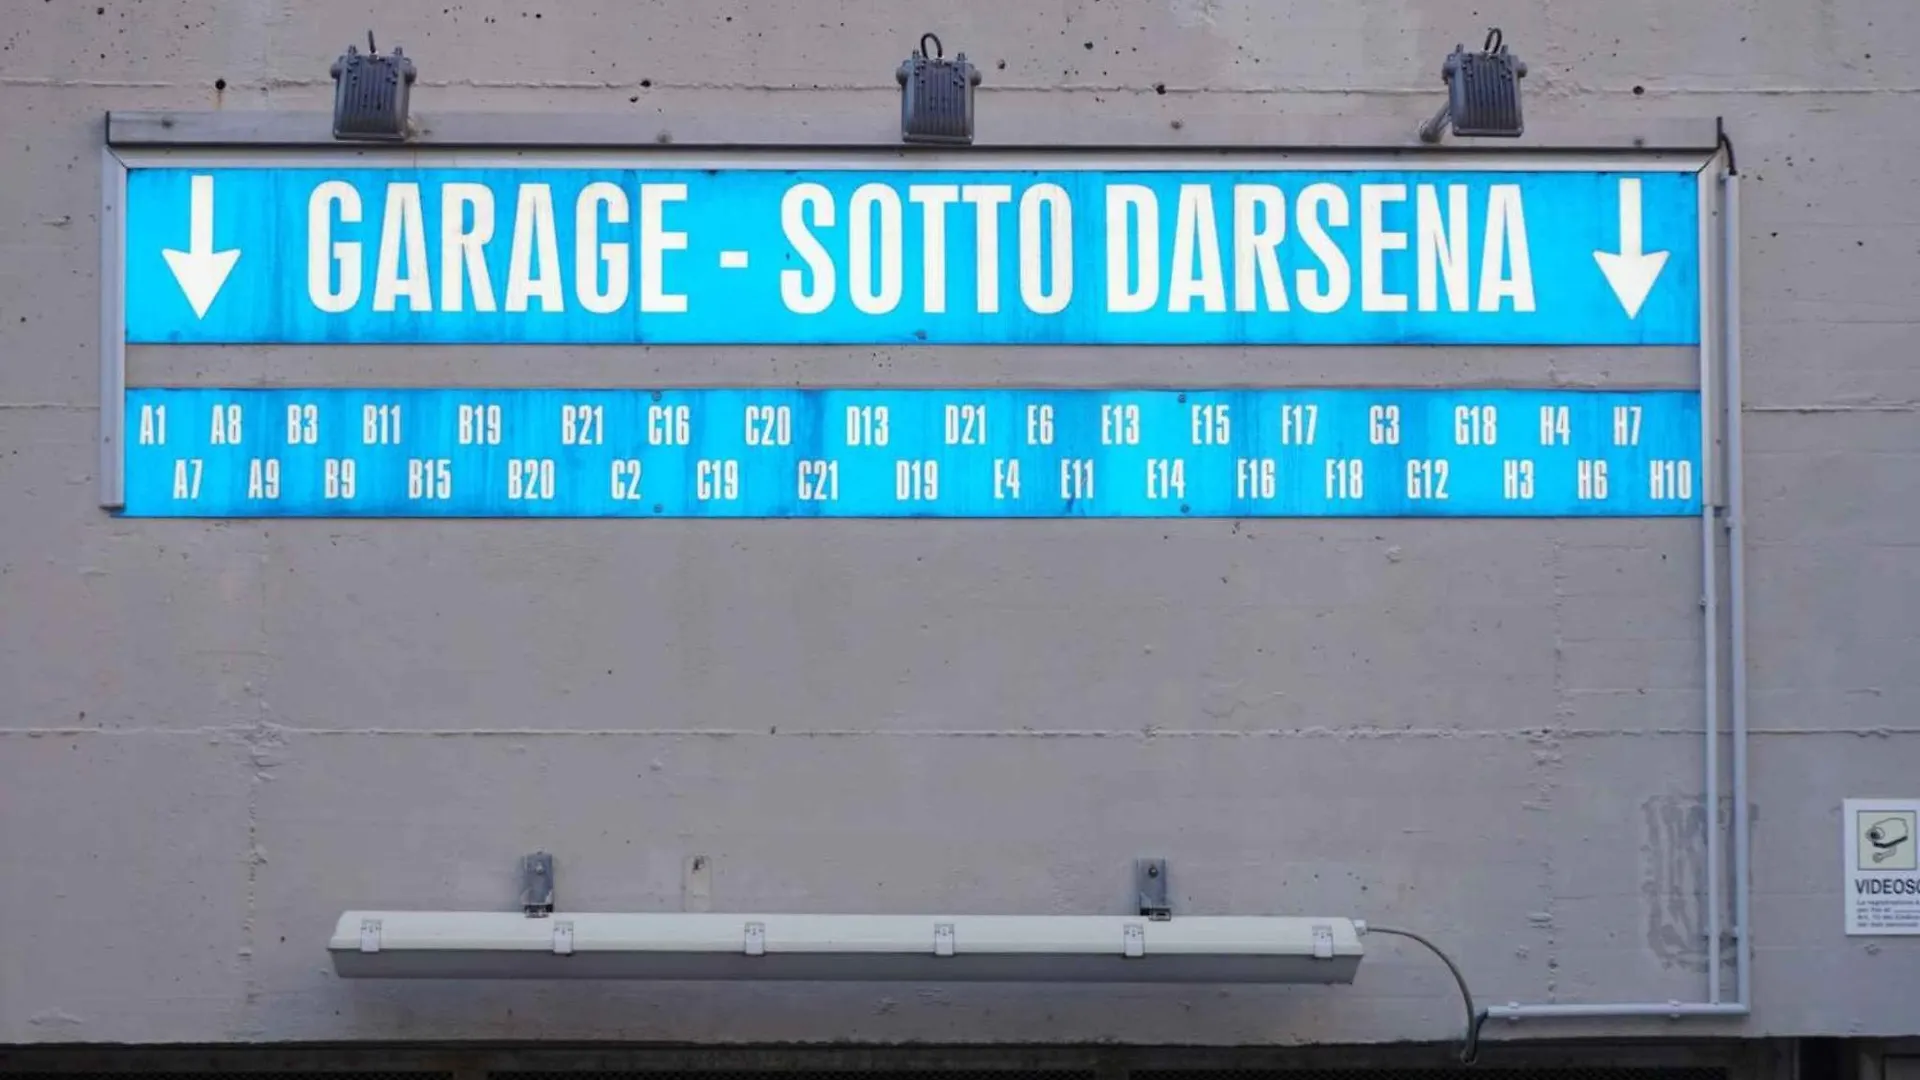 GARAGE - SOTTO DARSENA
A1 A8 B3 B11 B19 B21 C16 C20 D13 D21 E6 E13 E15 F17 G3 G18 H4 H7
A7 A9 B9 B15 B20 C2 C19 C21 D19 E4 E11 E14 F16 F18 G12 H3 H6 H10